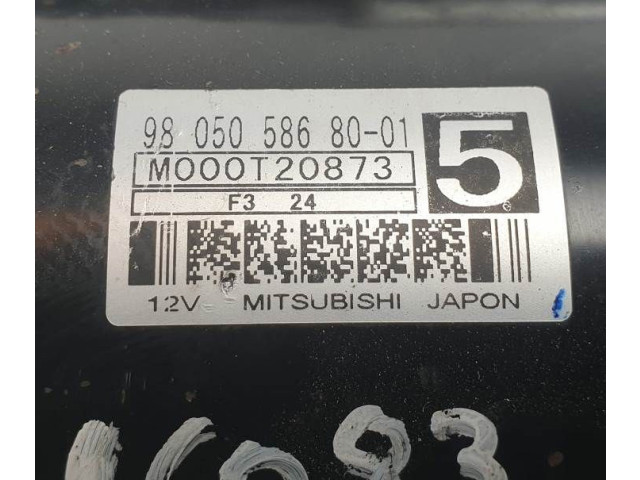 98 050 586 80-01
5
M000T20873
F3 24
12V MITSUBISHI JAPON